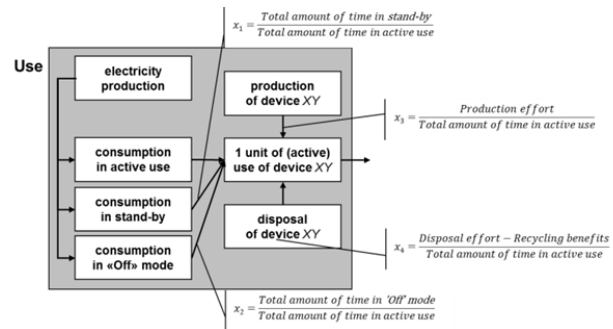 x₁ = Total amount of time in stand-by / Total amount of time in active use
Use
electricity
production
production
of device XY
x₃ = Production effort / Total amount of time in active use
consumption
in active use
1 unit of (active)
use of device XY
consumption
in stand-by
disposal
of device XY
x₄ = Disposal effort − Recycling benefits / Total amount of time in active use
consumption
in «Off» mode
x₂ = Total amount of time in 'Off' mode / Total amount of time in active use